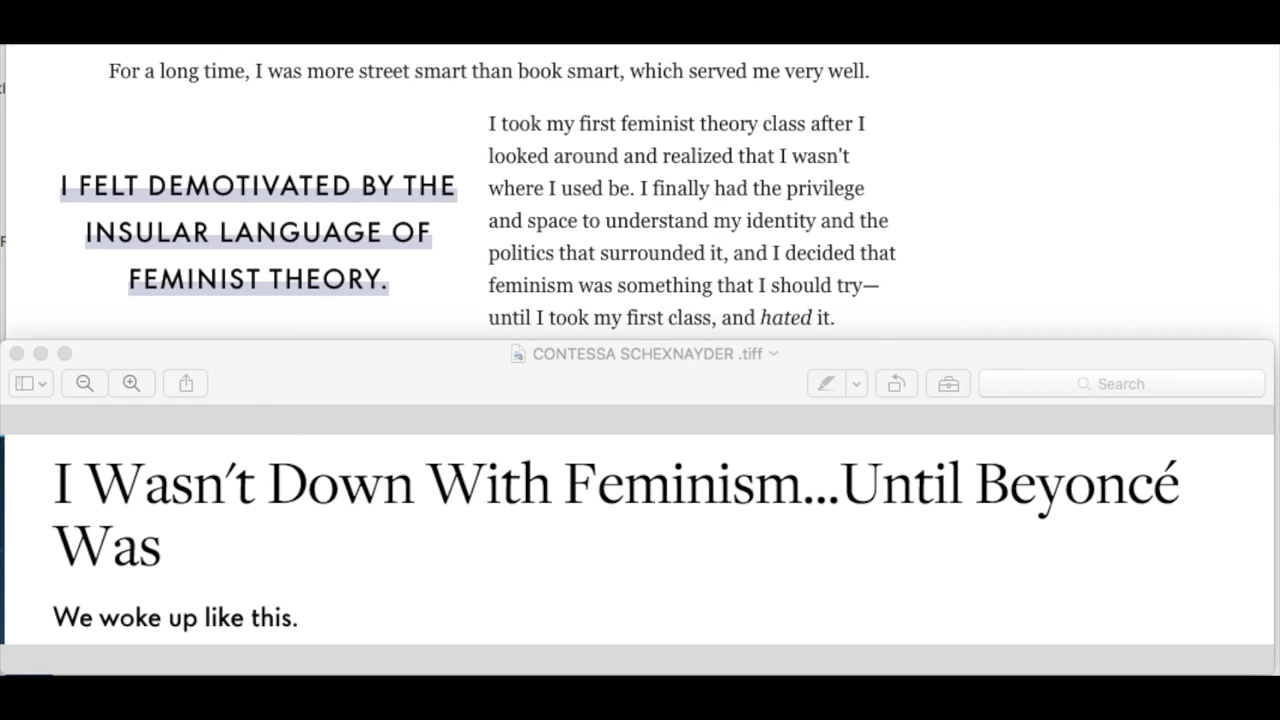 For a long time, I was more street smart than book smart, which served me very well.
I FELT DEMOTIVATED BY THE
INSULAR LANGUAGE OF
FEMINIST THEORY.
I took my first feminist theory class after I
looked around and realized that I wasn't
where I used be. I finally had the privilege
and space to understand my identity and the
politics that surrounded it, and I decided that
feminism was something that I should try—
until I took my first class, and hated it.
CONTESSA SCHEXNAYDER .tiff
Search
I Wasn't Down With Feminism...Until Beyoncé
Was
We woke up like this.